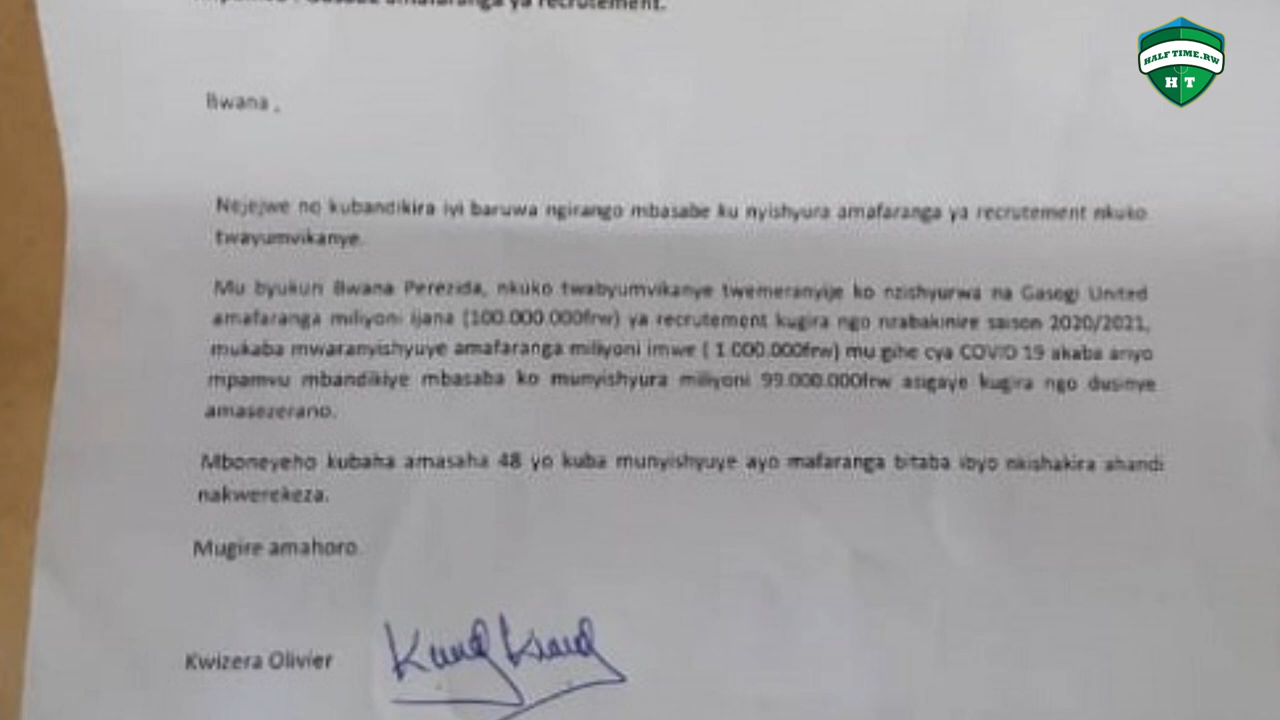 amafaranga ya recrutement.
HALF TIME.RW
H T
Bwana ,
Nejejwe no kubandikira iyi baruwa ngirango mbasabe ku nyishyura amafaranga ya recrutement nkuko
twayumvikanye.
Mu byukuri Bwana Perezida, nkuko twabyumvikanye twemeranyije ko nzishyurwa na Gasogi United
amafaranga miliyoni ijana (100.000.000frw) ya recrutement kugira ngo nzabakinire saison 2020/2021,
mukaba mwaranyishyuye amafaranga miliyoni imwe ( 1.000.000frw) mu gihe cya COVID 19 akaba ariyo
mpamvu mbandikiye mbasaba ko munyishyura miliyoni 99.000.000frw asigaye kugira ngo dusinye
amasezerano.
Mboneyeho kubaha amasaha 48 yo kuba munyishyuye ayo mafaranga bitaba ibyo nkishakira ahandi
nakwerekeza.
Mugire amahoro.
Kwizera Olivier